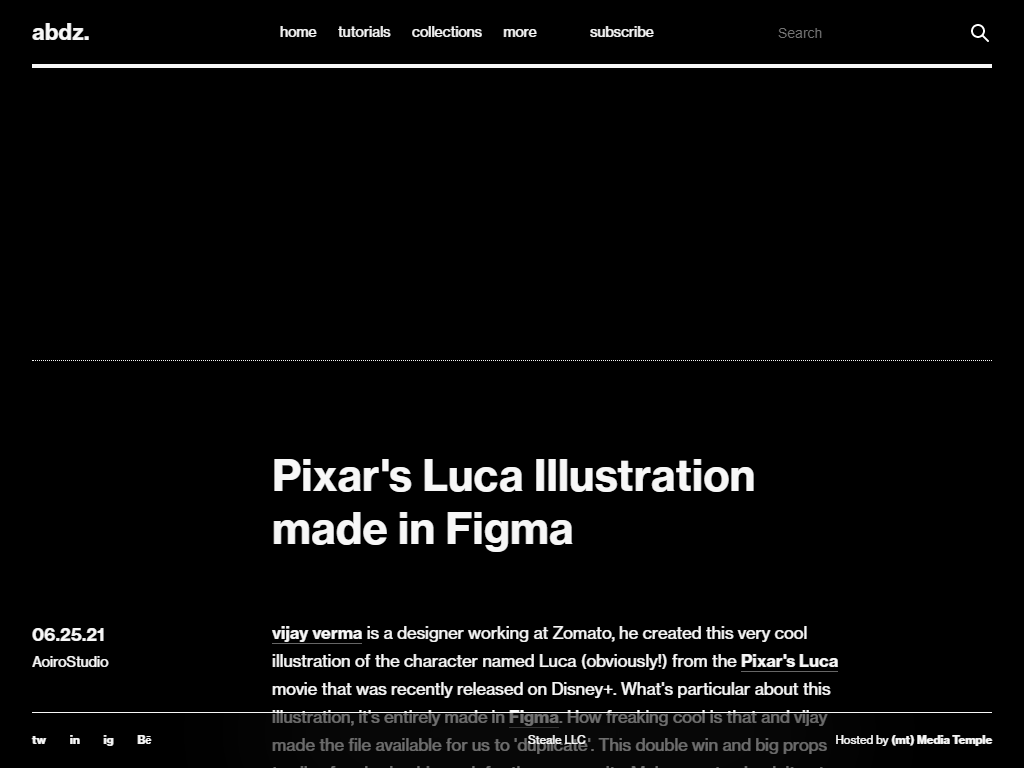 abdz.
home tutorials collections more subscribe Search
Pixar's Luca Illustration
made in Figma
06.25.21
AoiroStudio
vijay verma is a designer working at Zomato, he created this very cool
illustration of the character named Luca (obviously!) from the Pixar's Luca
movie that was recently released on Disney+. What's particular about this
illustration, it's entirely made in Figma. How freaking cool is that and vijay
made the file available for us to 'duplicate'. This double win and big props
tw in ig Bē
Steale LLC
Hosted by (mt) Media Temple